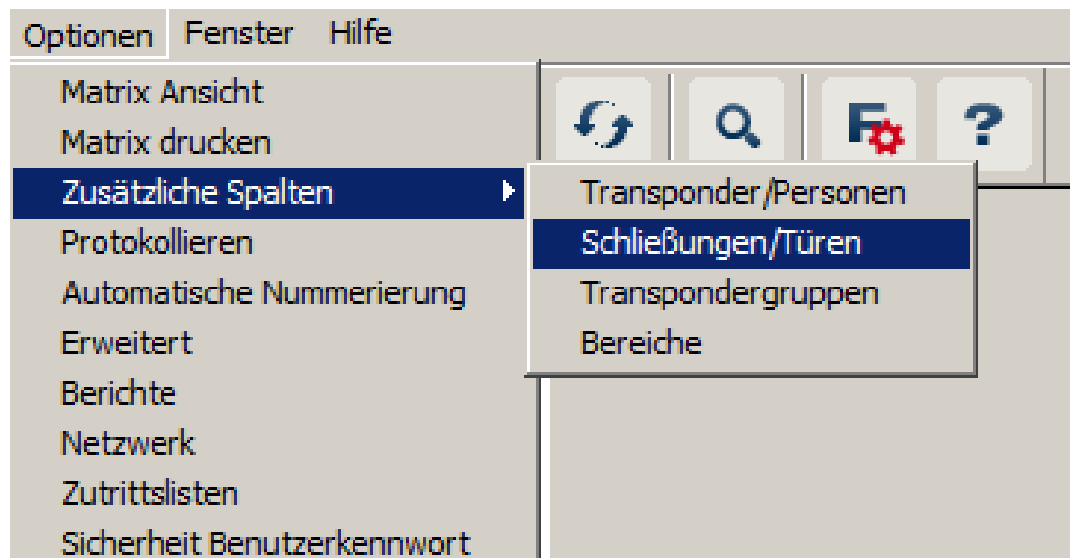 Optionen Fenster Hilfe
Matrix Ansicht
Matrix drucken
Zusätzliche Spalten
Protokollieren
Automatische Nummerierung
Erweitert
Berichte
Netzwerk
Zutrittslisten
Sicherheit Benutzerkennwort
F ?
Transponder/Personen
Schließungen/Türen
Transpondergruppen
Bereiche